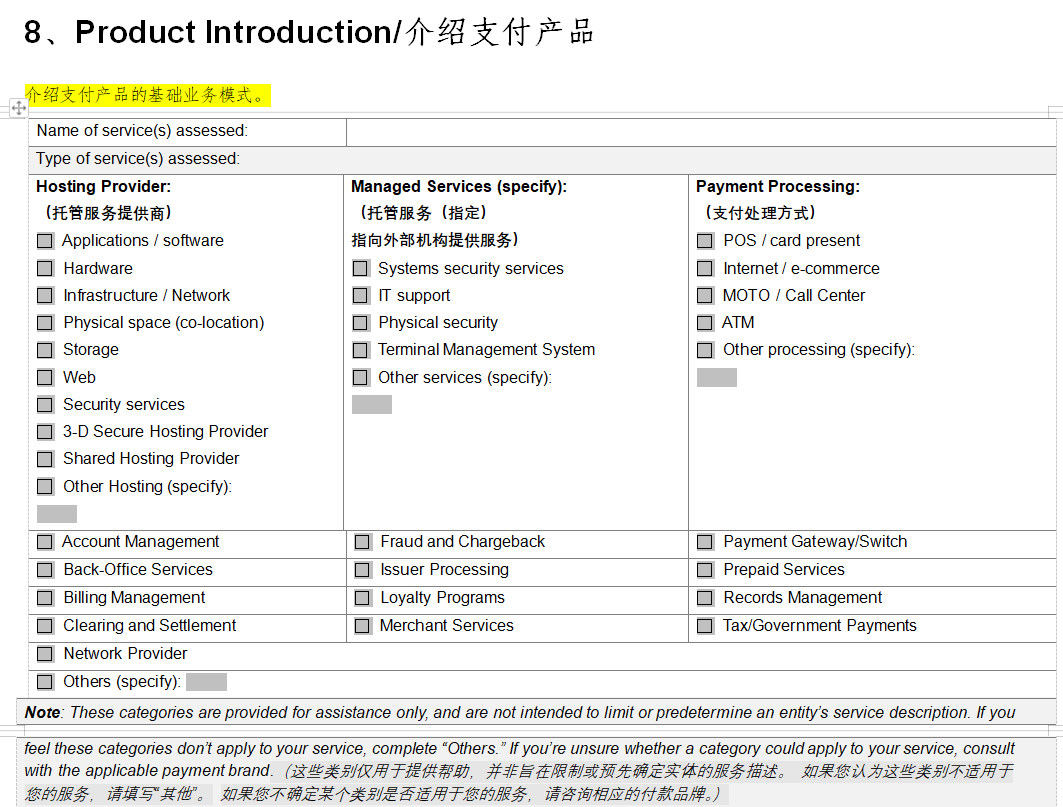 8、Product Introduction/介绍支付产品
介绍支付产品的基础业务模式。
Name of service(s) assessed:
Type of service(s) assessed:
Hosting Provider:
（托管服务提供商）
Applications / software
Hardware
Infrastructure / Network
Physical space (co-location)
Storage
Web
Security services
3-D Secure Hosting Provider
Shared Hosting Provider
Other Hosting (specify):
Managed Services (specify):
（托管服务（指定）
指向外部机构提供服务）
Systems security services
IT support
Physical security
Terminal Management System
Other services (specify):
Payment Processing:
（支付处理方式）
POS / card present
Internet / e-commerce
MOTO / Call Center
ATM
Other processing (specify):
Account Management
Fraud and Chargeback
Payment Gateway/Switch
Back-Office Services
Issuer Processing
Prepaid Services
Billing Management
Loyalty Programs
Records Management
Clearing and Settlement
Merchant Services
Tax/Government Payments
Network Provider
Others (specify):
Note: These categories are provided for assistance only, and are not intended to limit or predetermine an entity's service description. If you
feel these categories don't apply to your service, complete “Others.” If you're unsure whether a category could apply to your service, consult
with the applicable payment brand.（这些类别仅用于提供帮助，并非旨在限制或预先确定实体的服务描述。 如果您认为这些类别不适用于
您的服务，请填写“其他”。 如果您不确定某个类别是否适用于您的服务，请咨询相应的付款品牌。）